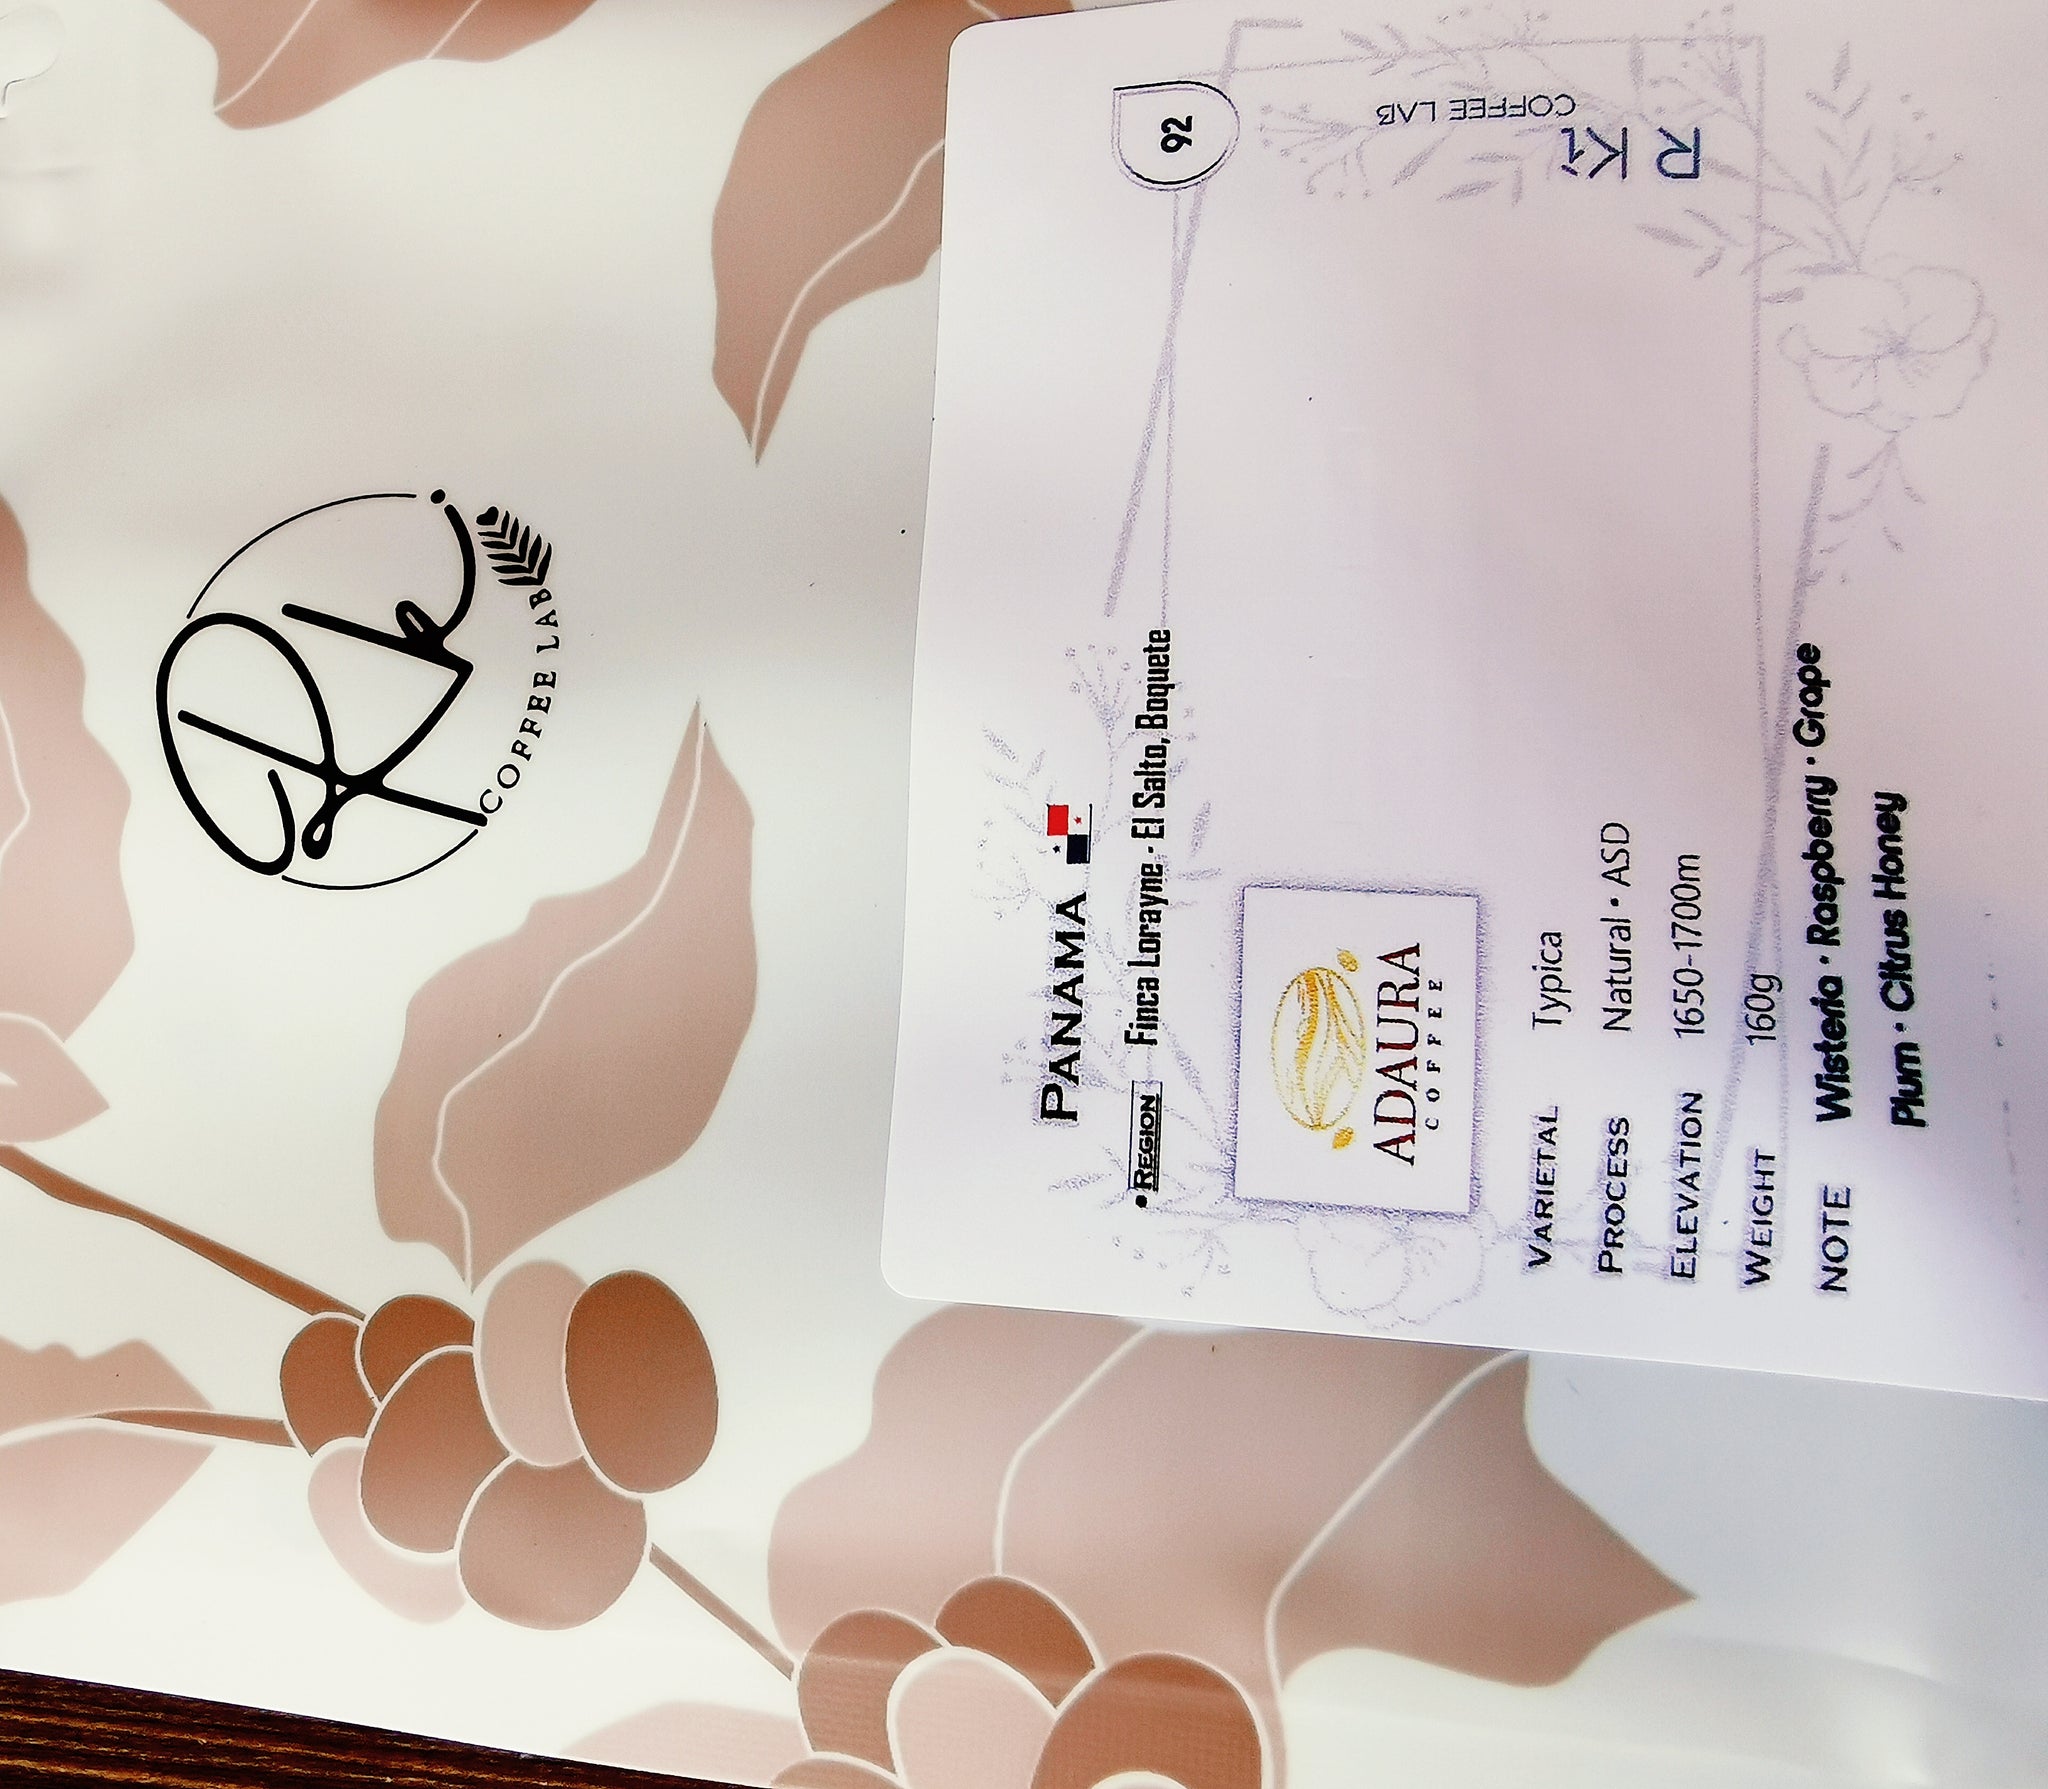 Rki
COFFEE LAB
PANAMA
92
• REGION Finca Lorayne - El Salto, Boquete
ADAURA
COFFEE
VARIETAL Typica
PROCESS Natural • ASD
ELEVATION 1650-1700m
WEIGHT 160g
NOTE Wisteria • Raspberry • Grape
Plum • Citrus Honey
R Ki
COFFEE LAB